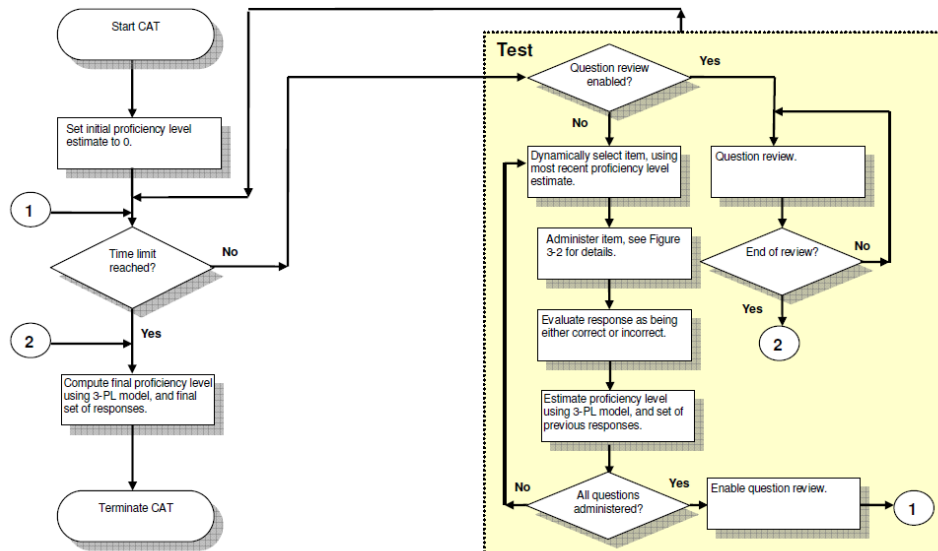 Start CAT
Set initial proficiency level
estimate to 0.
1
Time limit
reached?
No
Yes
2
Compute final proficiency level
using 3-PL model, and final
set of responses.
Terminate CAT
Test
Question review
enabled?
Yes
No
Dynamically select item, using
most recent proficiency level
estimate.
Administer item, see Figure
3-2 for details.
Evaluate response as being
either correct or incorrect.
Estimate proficiency level
using 3-PL model, and set of
previous responses.
No
All questions
administered?
Yes
Enable question review.
1
Question review.
End of review?
No
Yes
2